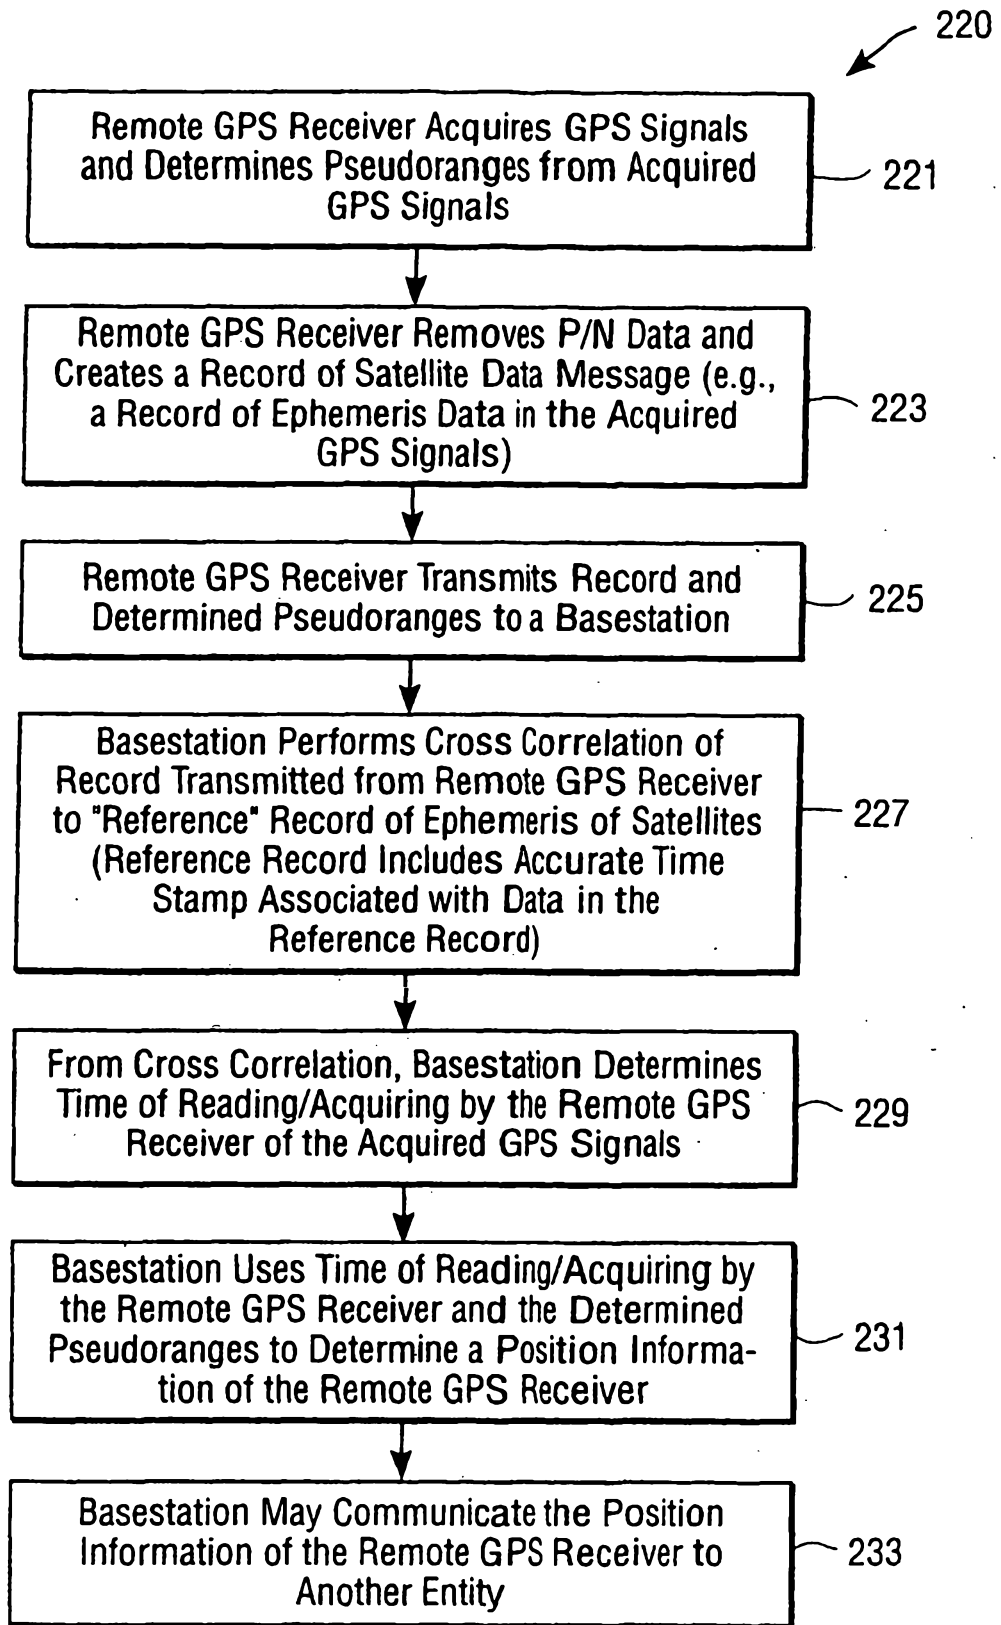 220
Remote GPS Receiver Acquires GPS Signals
and Determines Pseudoranges from Acquired
GPS Signals
221
Remote GPS Receiver Removes P/N Data and
Creates a Record of Satellite Data Message (e.g.,
a Record of Ephemeris Data in the Acquired
GPS Signals)
223
Remote GPS Receiver Transmits Record and
Determined Pseudoranges to a Basestation
225
Basestation Performs Cross Correlation of
Record Transmitted from Remote GPS Receiver
to "Reference" Record of Ephemeris of Satellites
(Reference Record Includes Accurate Time
Stamp Associated with Data in the
Reference Record)
227
From Cross Correlation, Basestation Determines
Time of Reading/Acquiring by the Remote GPS
Receiver of the Acquired GPS Signals
229
Basestation Uses Time of Reading/Acquiring by
the Remote GPS Receiver and the Determined
Pseudoranges to Determine a Position Informa-
tion of the Remote GPS Receiver
231
Basestation May Communicate the Position
Information of the Remote GPS Receiver to
Another Entity
233